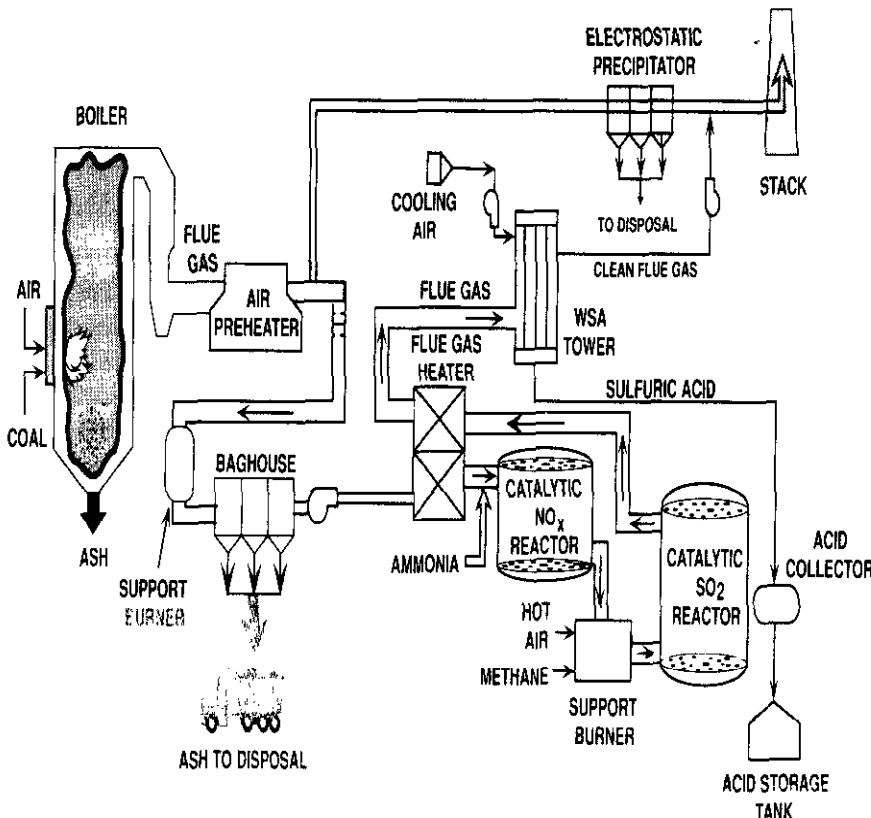 ELECTROSTATIC
PRECIPITATOR
BOILER
STACK
COOLING
AIR
TO DISPOSAL
FLUE
GAS
CLEAN FLUE GAS
AIR
AIR
PREHEATER
FLUE GAS
WSA
TOWER
FLUE GAS
HEATER
SULFURIC ACID
COAL
BAGHOUSE
CATALYTIC
NOx
REACTOR
ASH
AMMONIA
CATALYTIC
SO2
REACTOR
ACID
COLLECTOR
SUPPORT
BURNER
HOT
AIR
METHANE
SUPPORT
BURNER
ASH TO DISPOSAL
ACID STORAGE
TANK